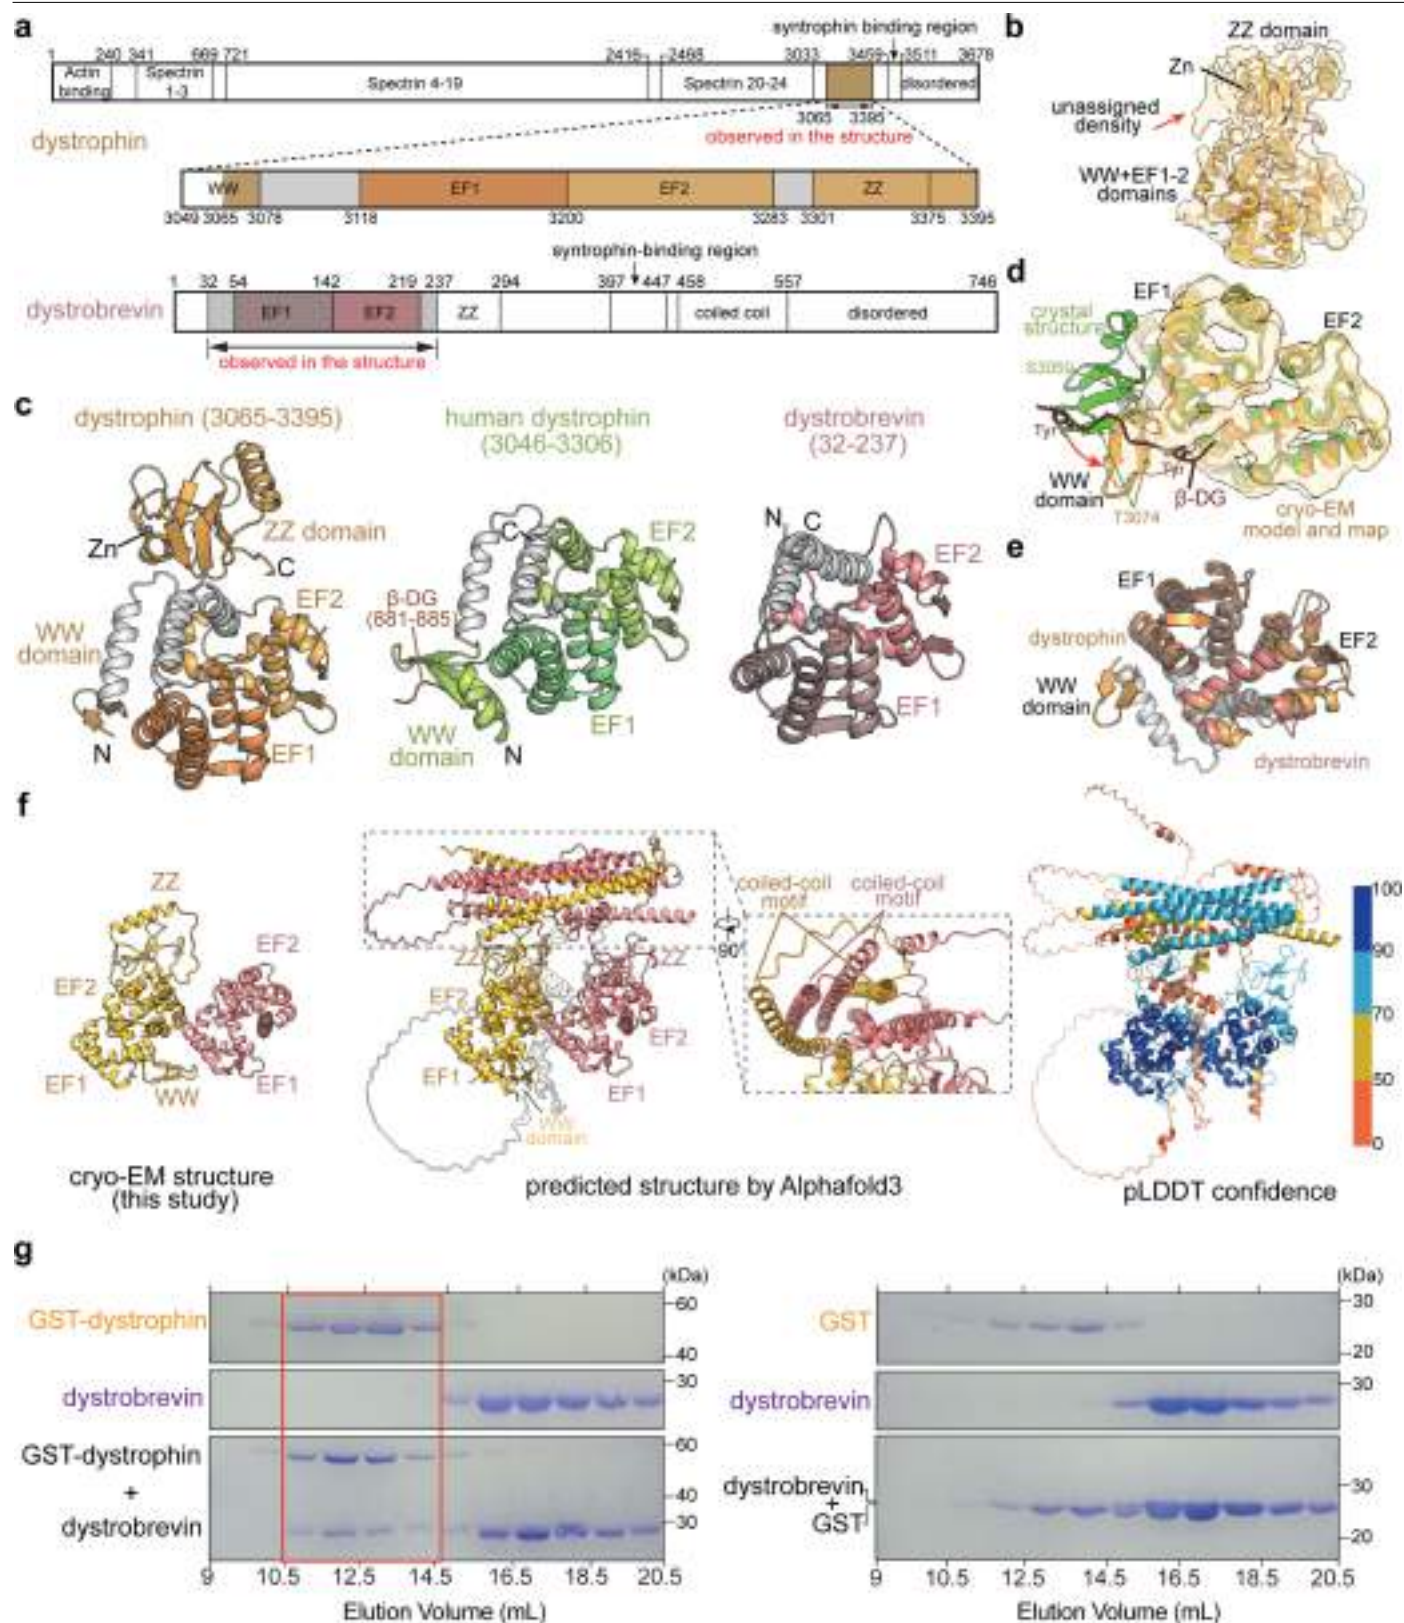 a
syntrophin binding region
1 240 341 669 721 2416 2468 3033 3459 3511 3678
Actin binding
Spectrin 1-3
Spectrin 4-19
Spectrin 20-24
disordered
3065 3395
observed in the structure
dystrophin
WW EF1 EF2 ZZ
3049 3065 3076 3118 3200 3283 3301 3375 3395
syntrophin-binding region
1 32 54 142 219 237 294 397 447 458 557 746
dystrobrevin
EF1 EF2 ZZ coiled coil disordered
observed in the structure
b
ZZ domain
Zn
unassigned
density
WW+EF1-2
domains
c
dystrophin (3065-3395)
ZZ domain
Zn
C
EF2
WW
domain
N
EF1
human dystrophin
(3046-3306)
C
EF2
β-DG
(881-885)
EF1
WW
domain
N
dystrobrevin
(32-237)
N C
EF2
EF1
d
EF1
crystal
structure
EF2
S3059
Tyr
Tyr
WW
domain
β-DG
T3074
cryo-EM
model and map
e
EF1
dystrophin
EF2
WW
domain
dystrobrevin
f
ZZ
EF2
EF2
EF1
WW
EF1
cryo-EM structure
(this study)
ZZ
ZZ
EF2
EF2
EF1
EF1
WW
domain
90°
coiled-coil
motif
coiled-coil
motif
predicted structure by Alphafold3
100
90
70
50
0
pLDDT confidence
g
(kDa)
GST-dystrophin
60
40
dystrobrevin
30
GST-dystrophin
+
dystrobrevin
60
40
30
9 10.5 12.5 14.5 16.5 18.5 20.5
Elution Volume (mL)
(kDa)
GST
30
20
dystrobrevin
30
dystrobrevin
+
GST
30
20
9 10.5 12.5 14.5 16.5 18.5 20.5
Elution Volume (mL)